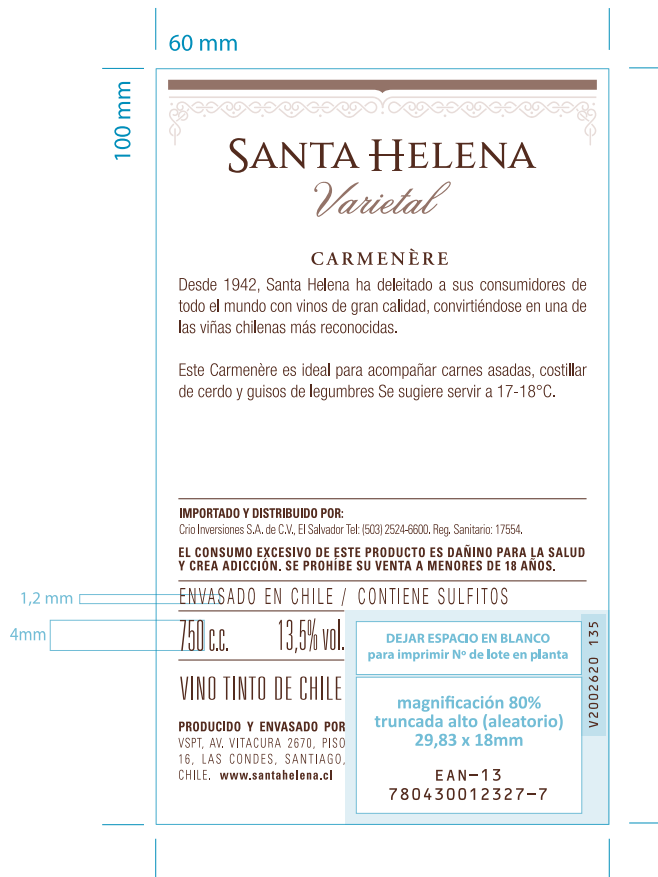 60 mm
100 mm
SANTA HELENA
Varietal
CARMENÈRE
Desde 1942, Santa Helena ha deleitado a sus consumidores de
todo el mundo con vinos de gran calidad, convirtiéndose en una de
las viñas chilenas más reconocidas.
Este Carmenère es ideal para acompañar carnes asadas, costillar
de cerdo y guisos de legumbres Se sugiere servir a 17-18°C.
IMPORTADO Y DISTRIBUIDO POR:
Crio Inversiones S.A. de C.V., El Salvador Tel: (503) 2524-6600. Reg. Sanitario: 17554.
EL CONSUMO EXCESIVO DE ESTE PRODUCTO ES DAÑINO PARA LA SALUD
Y CREA ADICCIÓN. SE PROHÍBE SU VENTA A MENORES DE 18 AÑOS.
1,2 mm
ENVASADO EN CHILE / CONTIENE SULFITOS
4mm
750 c.c. 13,5% vol.
VINO TINTO DE CHILE
PRODUCIDO Y ENVASADO POR
VSPT, AV. VITACURA 2670, PISO
16, LAS CONDES, SANTIAGO,
CHILE. www.santahelena.cl
DEJAR ESPACIO EN BLANCO
para imprimir Nº de lote en planta
V2002620 135
magnificación 80%
truncada alto (aleatorio)
29,83 x 18mm
EAN-13
780430012327-7